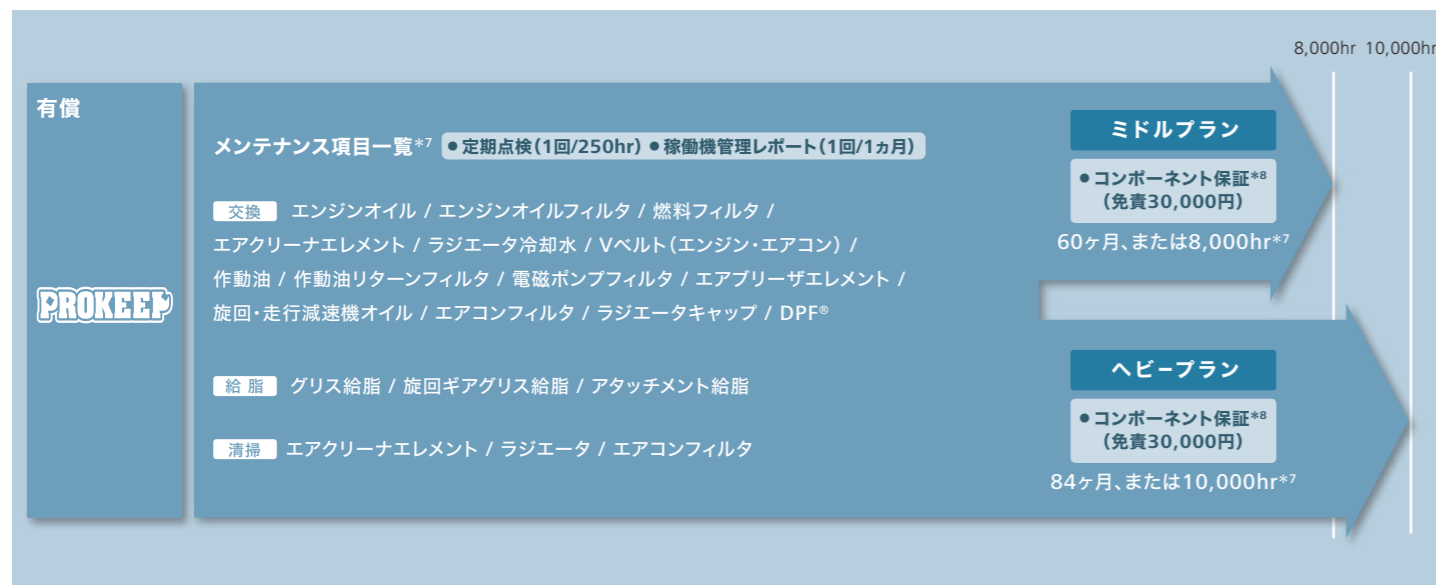 8,000hr 10,000hr
有償
PROKEEP
メンテナンス項目一覧*7 ●定期点検(1回/250hr) ●稼働機管理レポート(1回/1ヵ月)
交換 エンジンオイル / エンジンオイルフィルタ / 燃料フィルタ /
エアクリーナエレメント / ラジエータ冷却水 / Vベルト(エンジン・エアコン) /
作動油 / 作動油リターンフィルタ / 電磁ポンプフィルタ / エアブリーザエレメント /
旋回・走行減速機オイル / エアコンフィルタ / ラジエータキャップ / DPF®
給脂 グリス給脂 / 旋回ギアグリス給脂 / アタッチメント給脂
清掃 エアクリーナエレメント / ラジエータ / エアコンフィルタ
ミドルプラン
●コンポーネント保証*8
(免責30,000円)
60ヶ月、または8,000hr*7
ヘビープラン
●コンポーネント保証*8
(免責30,000円)
84ヶ月、または10,000hr*7